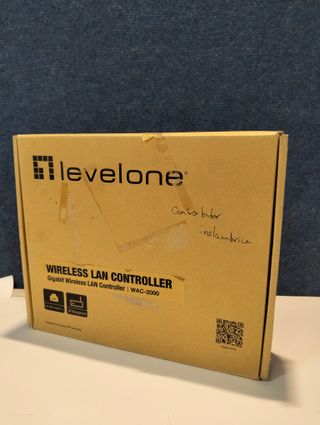 levelone
Controlador
inalambrica
WIRELESS LAN CONTROLLER
Gigabit Wireless LAN Controller | WAC-2000